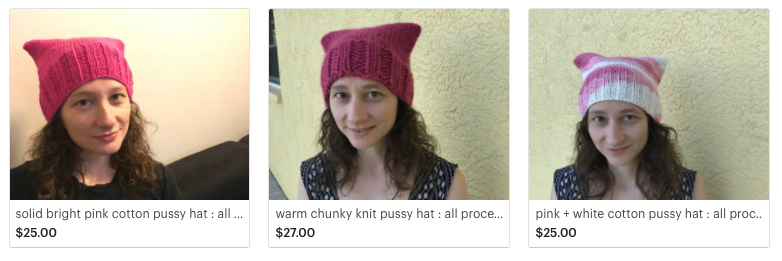 solid bright pink cotton pussy hat : all ...
$25.00
warm chunky knit pussy hat : all proce...
$27.00
pink + white cotton pussy hat : all proc..
$25.00